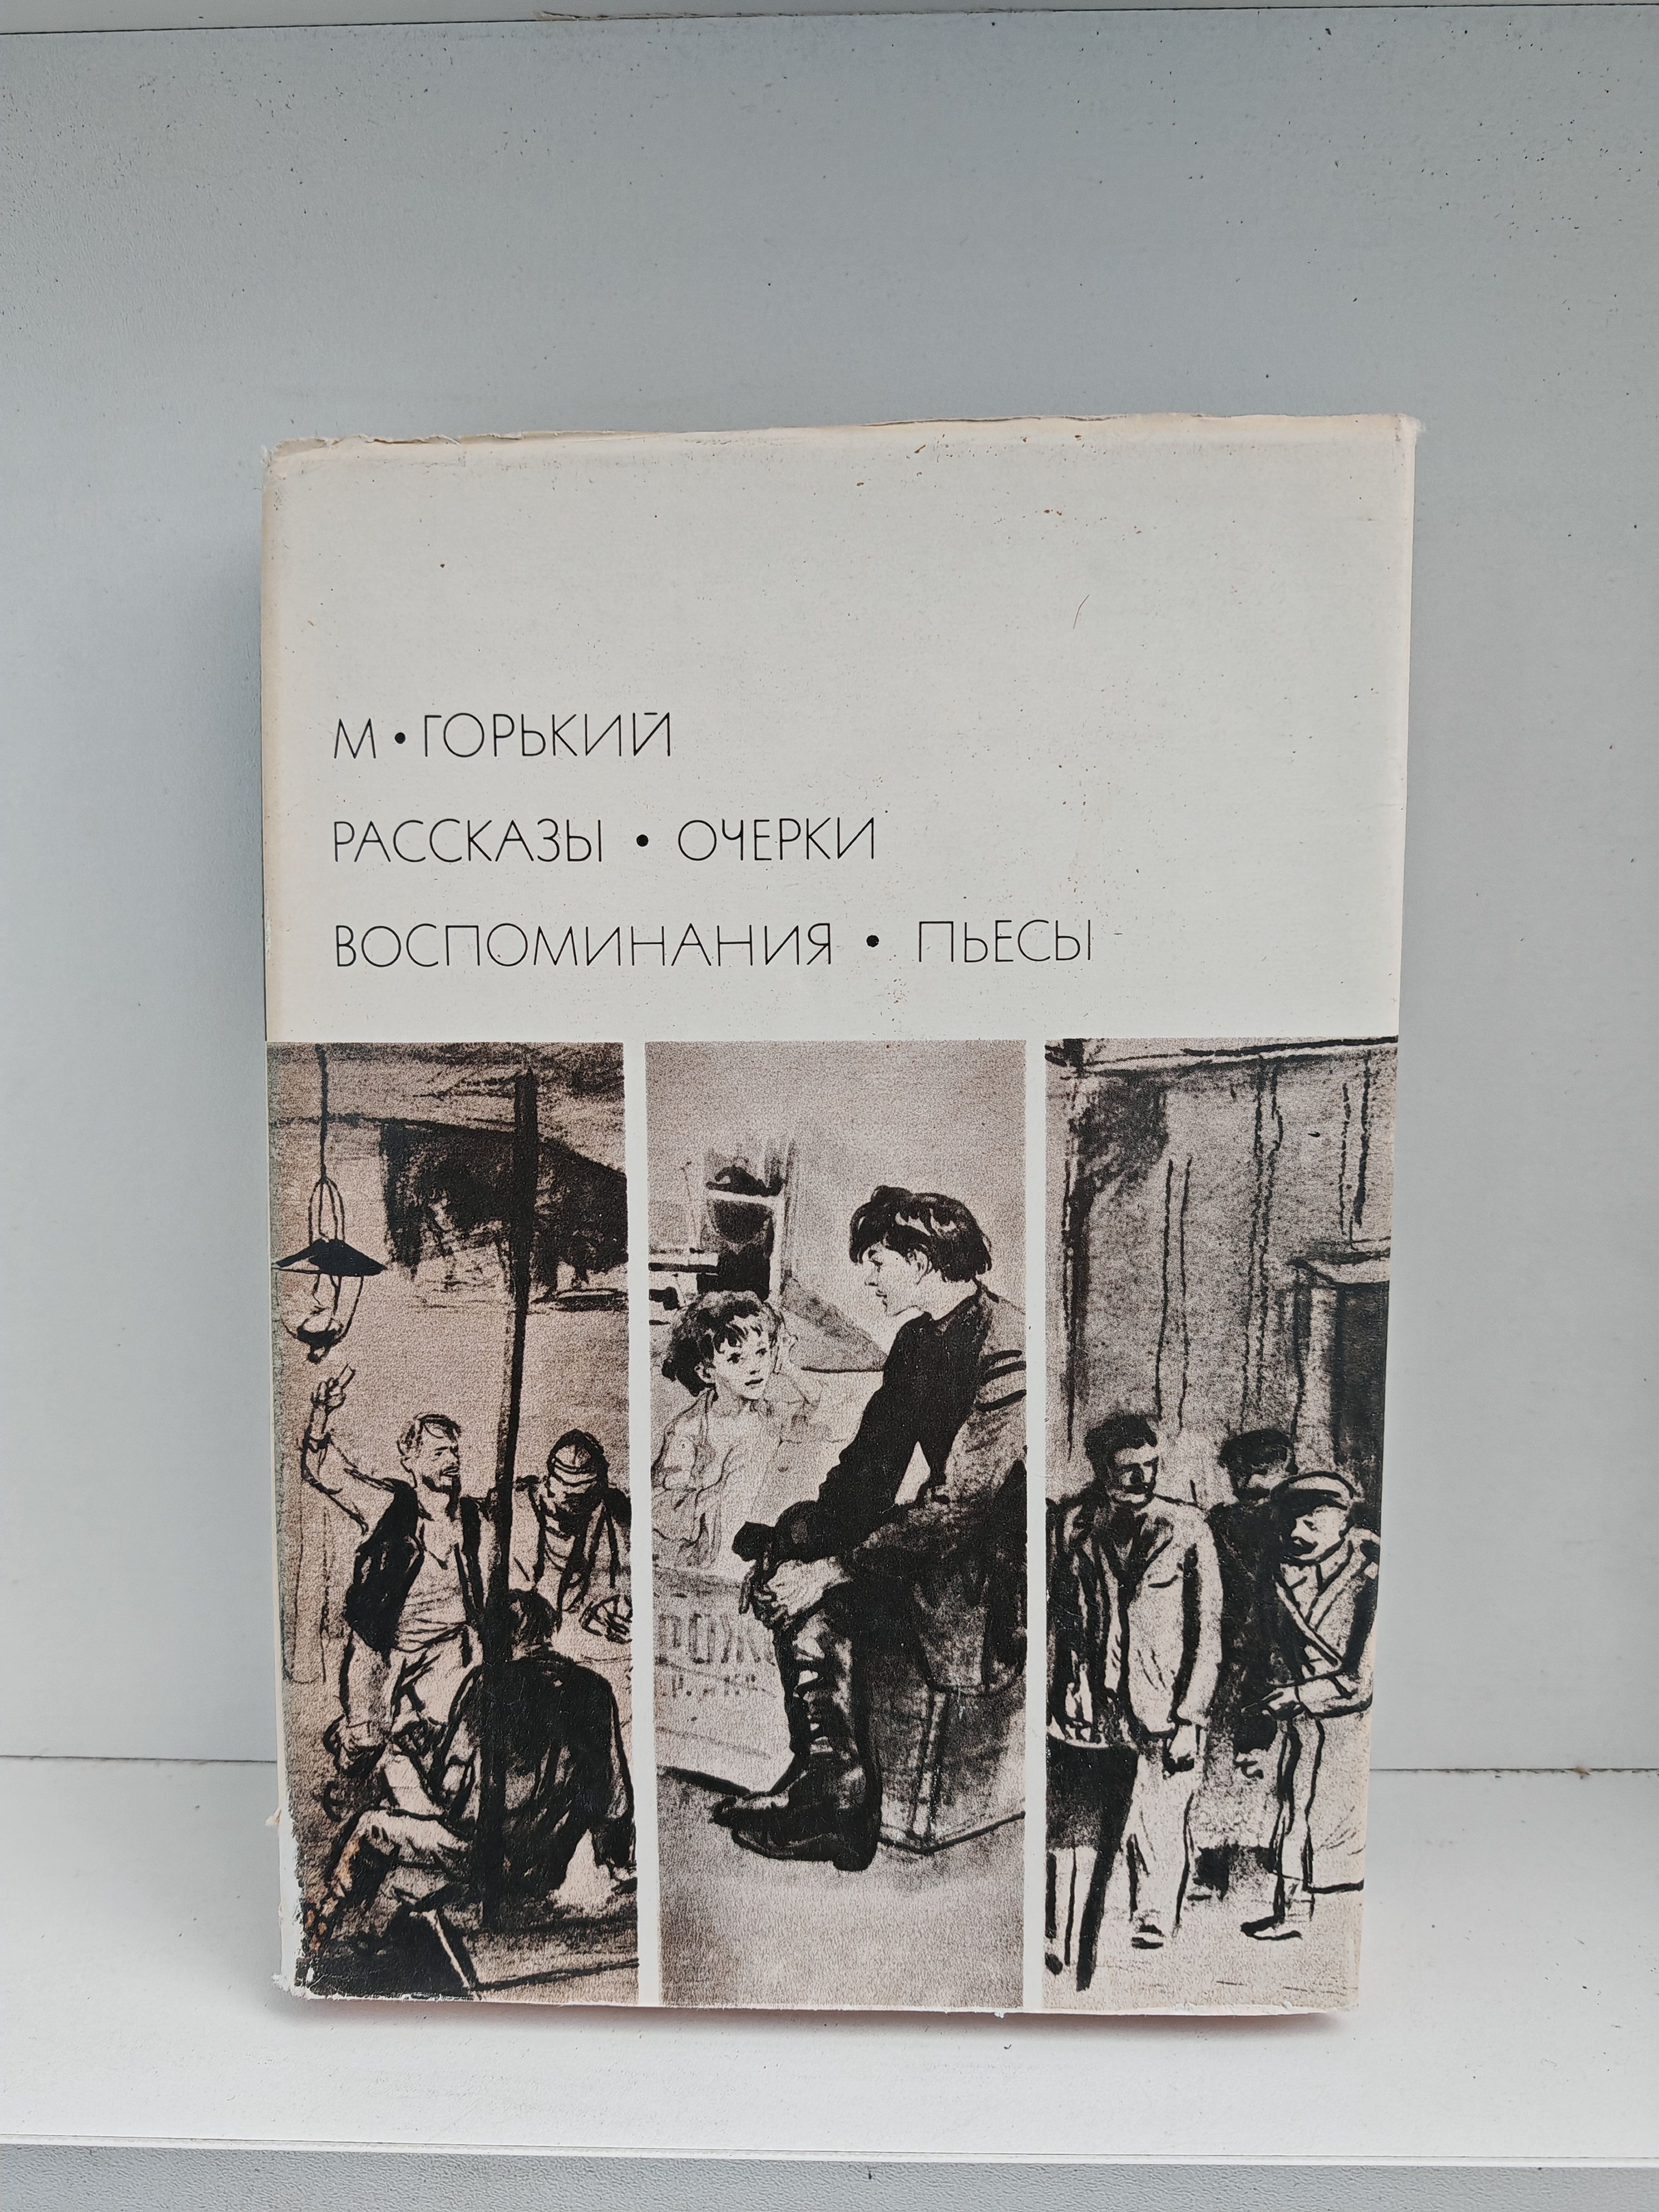 М • ГОРЬКИЙ
РАССКАЗЫ • ОЧЕРКИ
ВОСПОМИНАНИЯ • ПЬЕСЫ